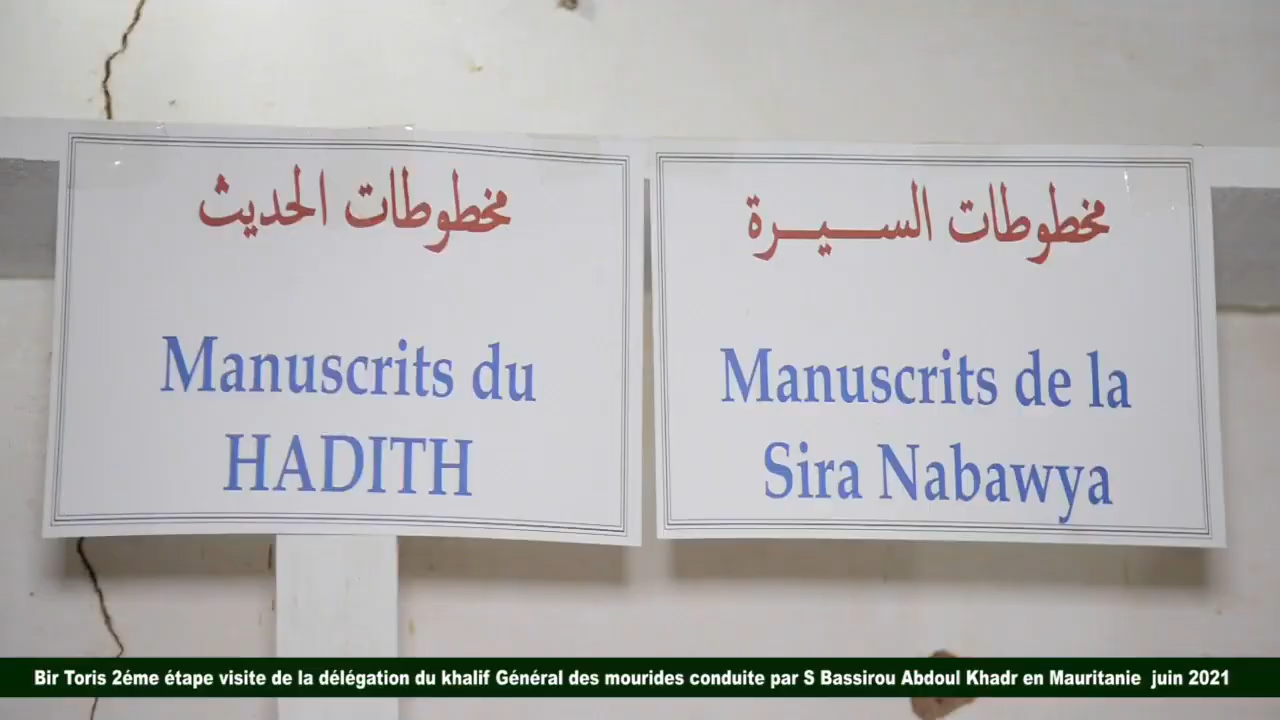 مخطوطات الحديث
Manuscrits du
HADITH
مخطوطات السيرة
Manuscrits de la
Sira Nabawya
Bir Toris 2éme étape visite de la délégation du khalif Général des mourides conduite par S Bassirou Abdoul Khadr en Mauritanie juin 2021